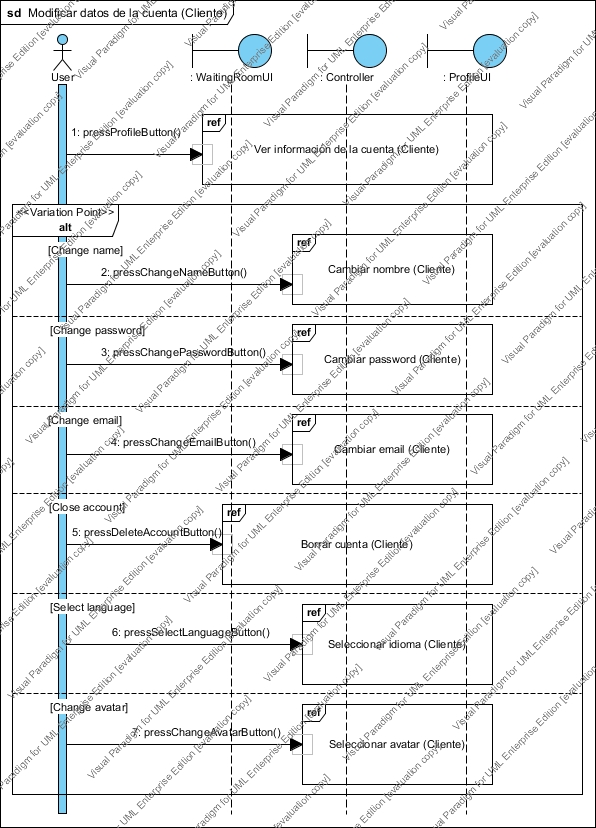 sd Modificar datos de la cuenta (Cliente)
User
: WaitingRoomUI
: Controller
: ProfileUI
1: pressProfileButton()
ref
Ver información de la cuenta (Cliente)
<<Variation Point>>
alt
[Change name]
ref
2: pressChangeNameButton()
Cambiar nombre (Cliente)
[Change password]
ref
3: pressChangePasswordButton()
Cambiar password (Cliente)
[Change email]
ref
4: pressChangeEmailButton()
Cambiar email (Cliente)
[Close account]
ref
5: pressDeleteAccountButton()
Borrar cuenta (Cliente)
[Select language]
ref
6: pressSelectLanguageButton()
Seleccionar idioma (Cliente)
[Change avatar]
ref
7: pressChangeAvatarButton()
Seleccionar avatar (Cliente)
Visual Paradigm for UML Enterprise Edition [evaluation copy]